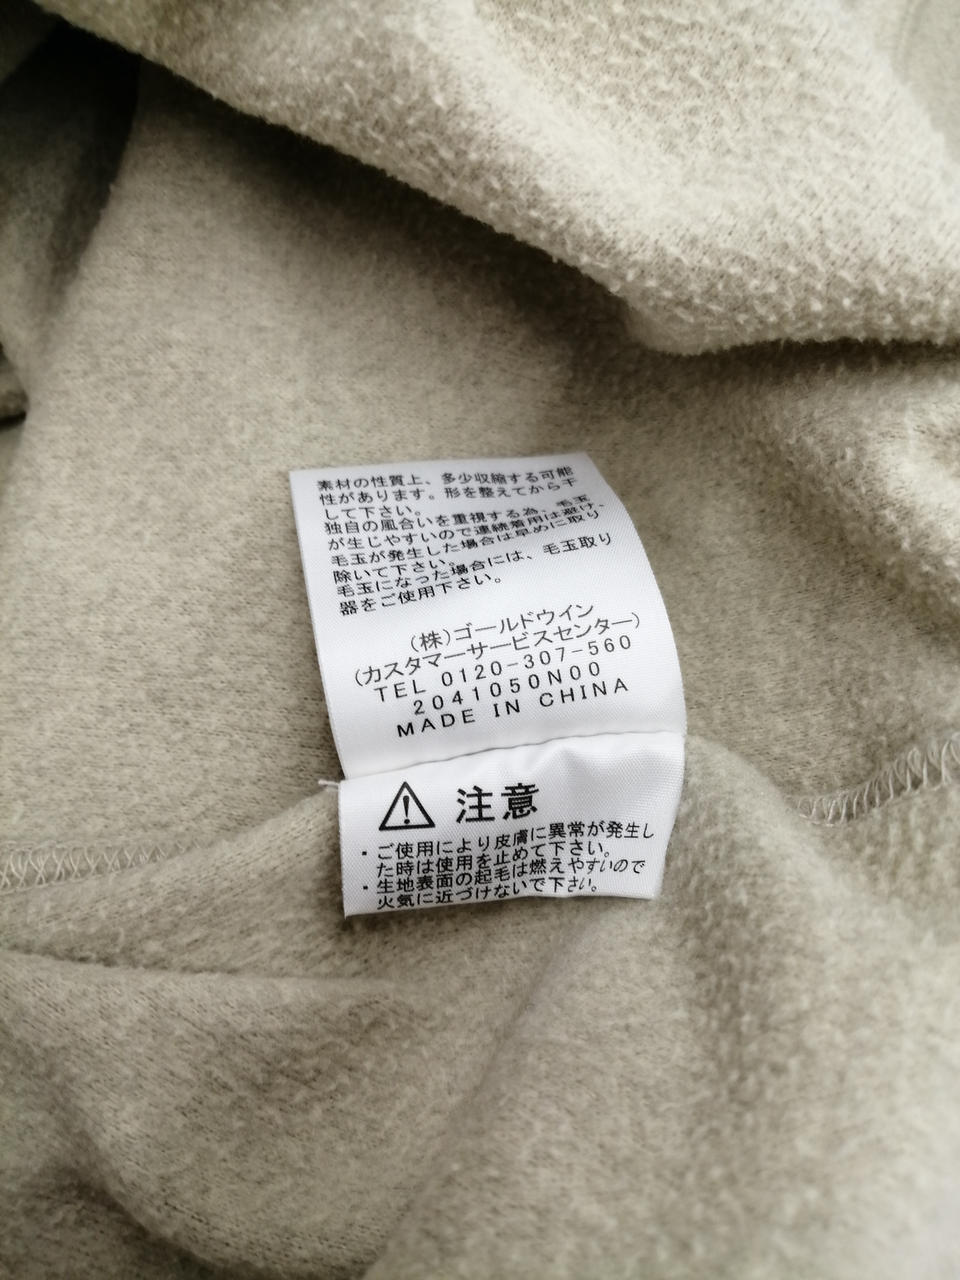 素材の性質上、多少収縮する可能
性があります。形を整えてから干
して下さい。
独自の風合いを重視する為、毛玉
が生じやすいので連続着用は避け、
毛玉が発生した場合は早めに取り
除いて下さい。
毛玉になった場合には、毛玉取り
器をご使用下さい。
(株)ゴールドウイン
(カスタマーサービスセンター)
TEL 0120-307-560
2041050N00
MADE IN CHINA
注意
・ご使用により皮膚に異常が発生し
た時は使用を止めて下さい。
・生地表面の起毛は燃えやすいので
火気に近づけないで下さい。